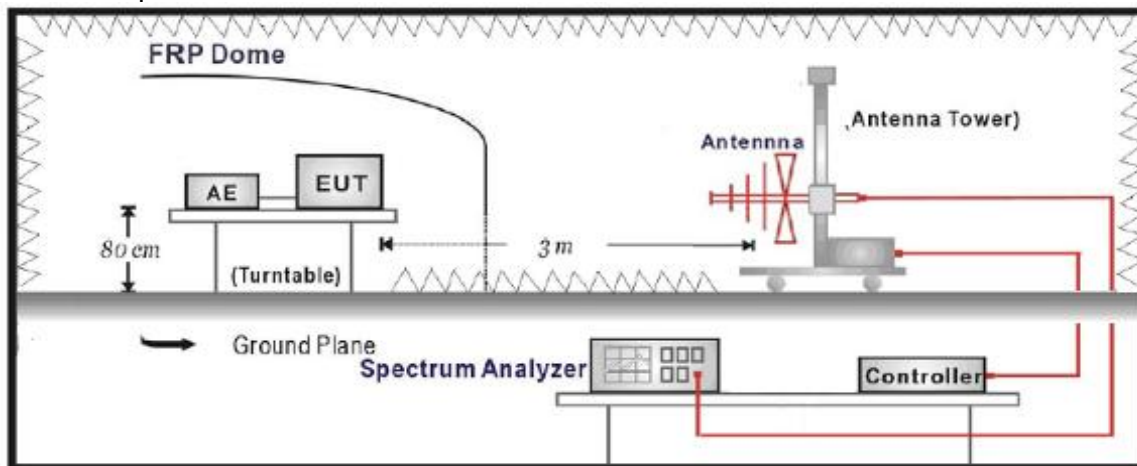 FRP Dome
(Antenna Tower)
Antennna
AE
EUT
80 cm
3 m
(Turntable)
Ground Plane
Spectrum Analyzer
Controller